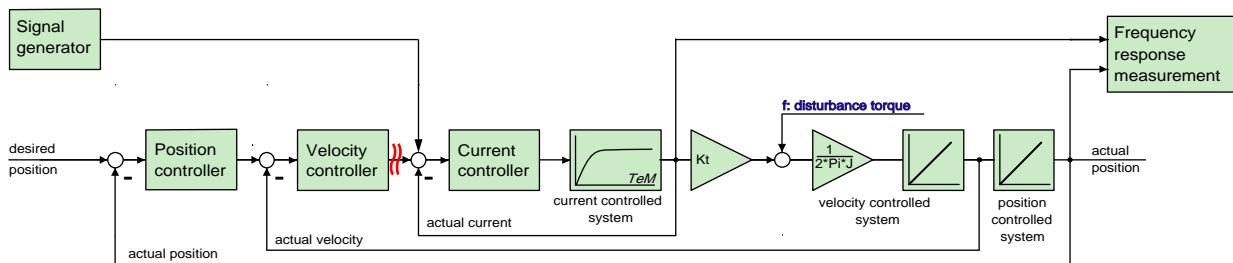 Signal
generator
Frequency
response
measurement
f: disturbance torque
desired
position
-
Position
controller
-
Velocity
controller
-
Current
controller
TeM
current controlled
system
Kt
1
2*Pi*J
velocity controlled
system
position
controlled
system
actual
position
actual current
actual velocity
actual position